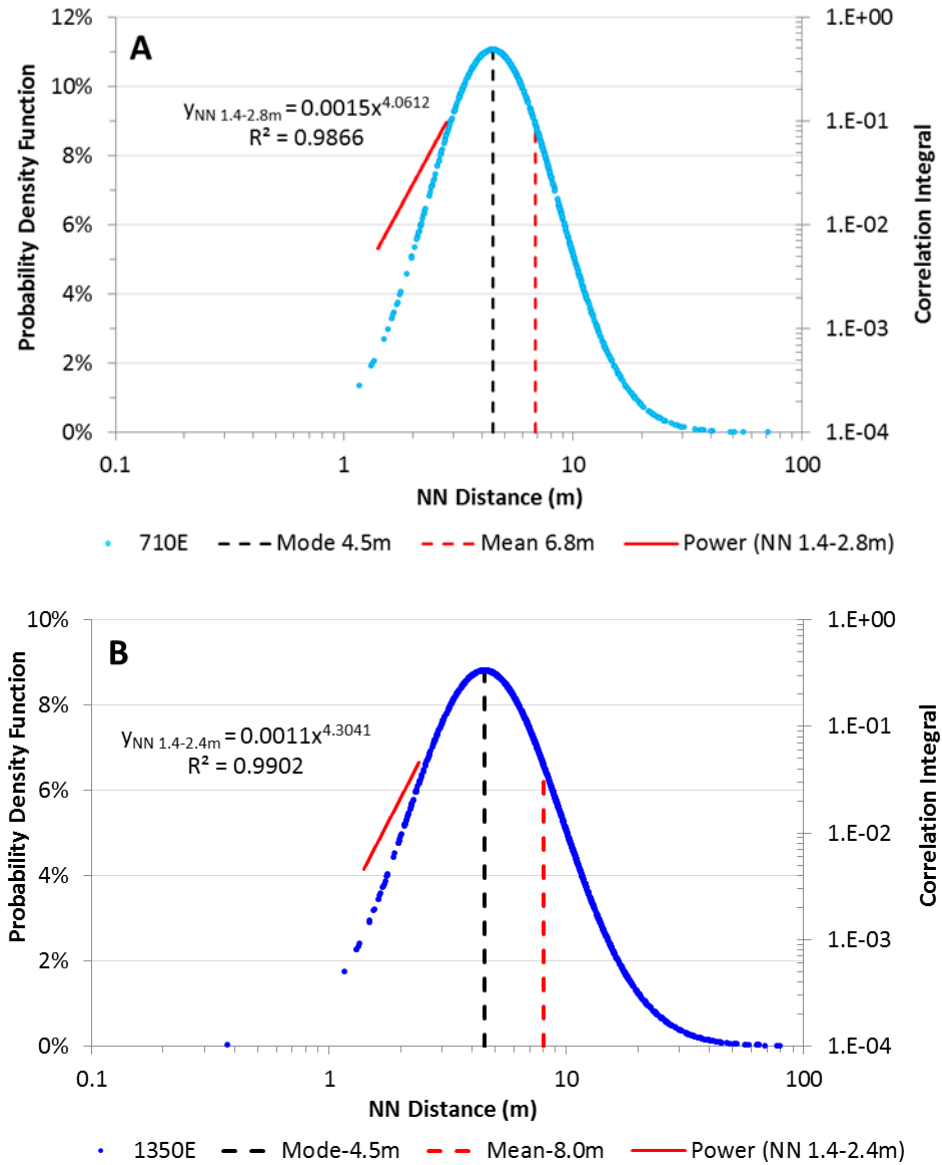 A
Probability Density Function
12%
10%
8%
6%
4%
2%
0%
y_NN 1.4-2.8m = 0.0015x^4.0612
R² = 0.9866
1.E+00
1.E-01
1.E-02
1.E-03
1.E-04
Correlation Integral
0.1 1 10 100
NN Distance (m)
710E Mode 4.5m Mean 6.8m Power (NN 1.4-2.8m)
B
Probability Density Function
10%
8%
6%
4%
2%
0%
y_NN 1.4-2.4m = 0.0011x^4.3041
R² = 0.9902
1.E+00
1.E-01
1.E-02
1.E-03
1.E-04
Correlation Integral
0.1 1 10 100
NN Distance (m)
1350E Mode-4.5m Mean-8.0m Power (NN 1.4-2.4m)